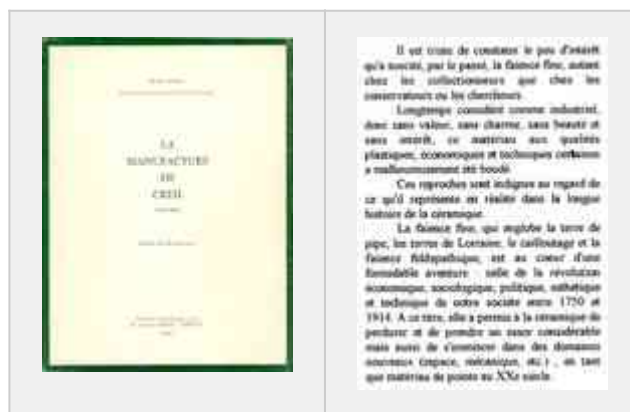 LA
MANUFACTURE
DE
CREIL
Il est triste de constater le peu d'intérêt
qu'a suscité, par le passé, la faïence fine, autant
chez les collectionneurs que chez les
conservateurs ou les chercheurs.
Longtemps considéré comme industriel,
donc sans valeur, sans charme, sans beauté et
sans intérêt, ce matériau aux qualités
plastiques, économiques et techniques certaines
a malheureusement été boudé.
Ces reproches sont indignes au regard de
ce qu'il représente en réalité dans la longue
histoire de la céramique.
La faïence fine, qui englobe la terre de
pipe, les terres de Lorraine, le cailloutage et la
faïence feldspathique, est au coeur d'une
formidable aventure : celle de la révolution
économique, sociologique, politique, esthétique
et technique de notre société entre 1750 et
1914. A ce titre, elle a permis à la céramique de
perdurer et de prendre un essor considérable
mais aussi de s'immiscer dans des domaines
nouveaux (espace, mécanique, etc.) , en tant
que matériau de pointe au XXe siècle.